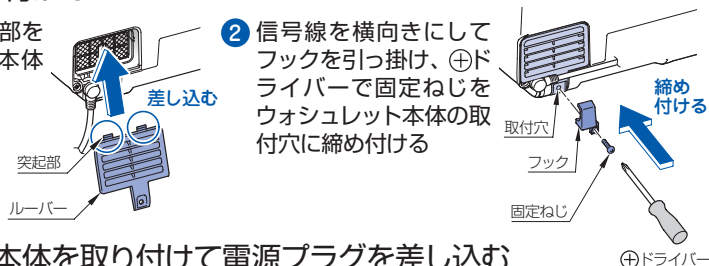 部を
本体
差し込む
突起部
ルーバー
2 信号線を横向きにして
フックを引っ掛け、⊕ド
ライバーで固定ねじを
ウォシュレット本体の取
付穴に締め付ける
締め
付ける
取付穴
フック
固定ねじ
⊕ドライバー
本体を取り付けて電源プラグを差し込む